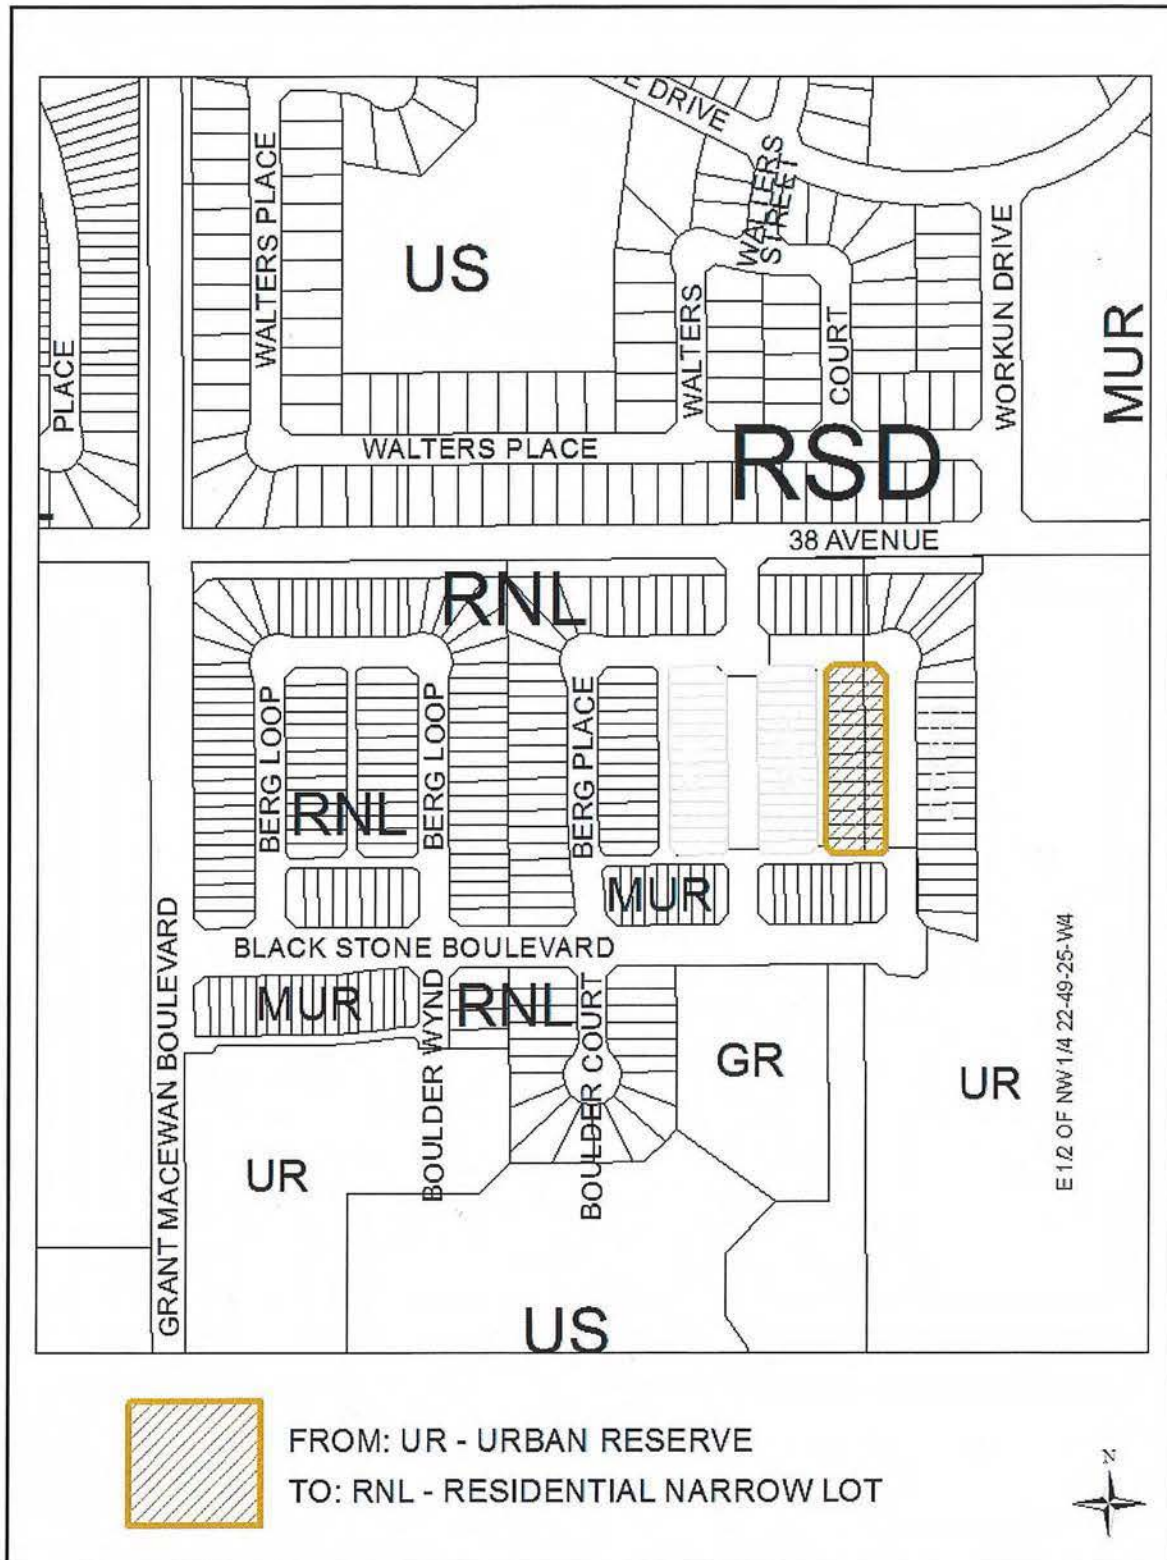 E DRIVE
WALTERS
STREET
WALTERS PLACE
US
WORKUN DRIVE
MUR
PLACE
WALTERS
COURT
WALTERS PLACE
RSD
38 AVENUE
RNL
BERG LOOP
BERG LOOP
BERG PLACE
RNL
MUR
BLACK STONE BOULEVARD
GRANT MACEWAN BOULEVARD
MUR
RNL
BOULDER WYND
BOULDER COURT
GR
UR
E 1/2 OF NW 1/4 22-49-25-W4
UR
US
FROM: UR - URBAN RESERVE
TO: RNL - RESIDENTIAL NARROW LOT
N